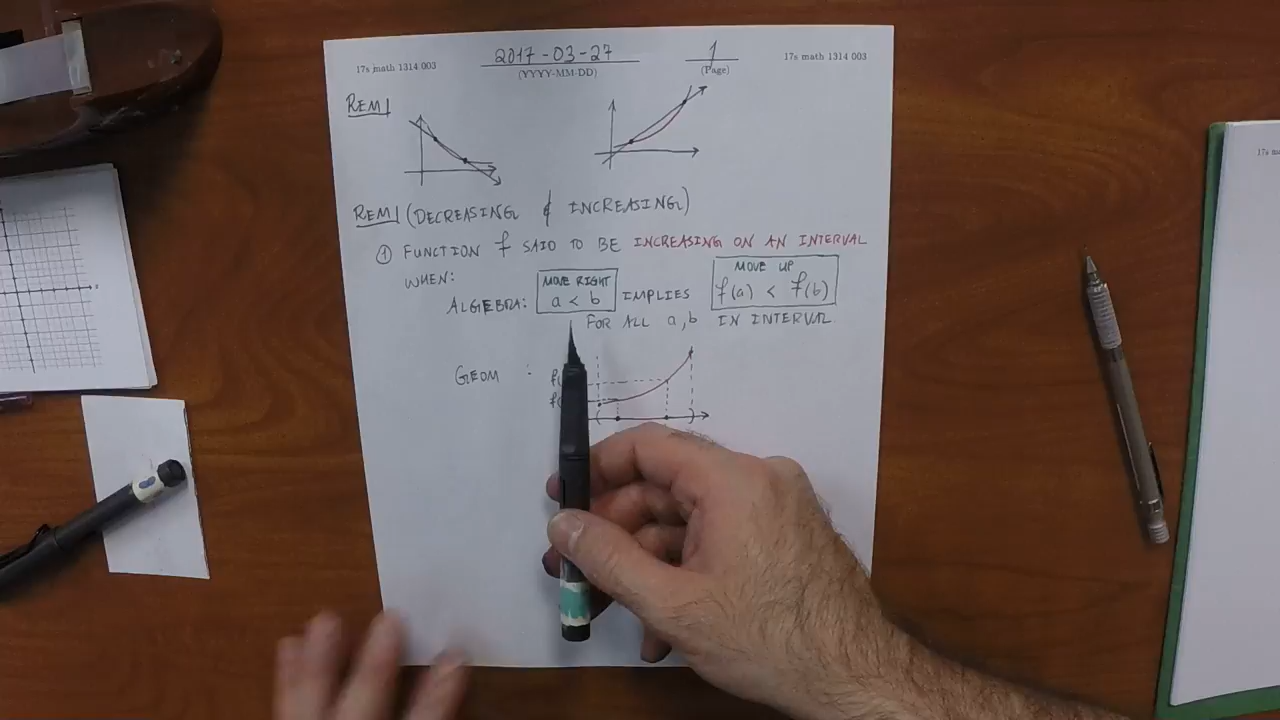 17s math 1314 003
2017-03-27
(YYYY-MM-DD)
1
(Page)
17s math 1314 003
REM
REM (DECREASING & INCREASING)
① FUNCTION f SAID TO BE INCREASING ON AN INTERVAL
WHEN:
MOVE RIGHT
MOVE UP
ALGEBRA: a < b IMPLIES f(a) < f(b)
FOR ALL a,b IN INTERVAL
GEOM :